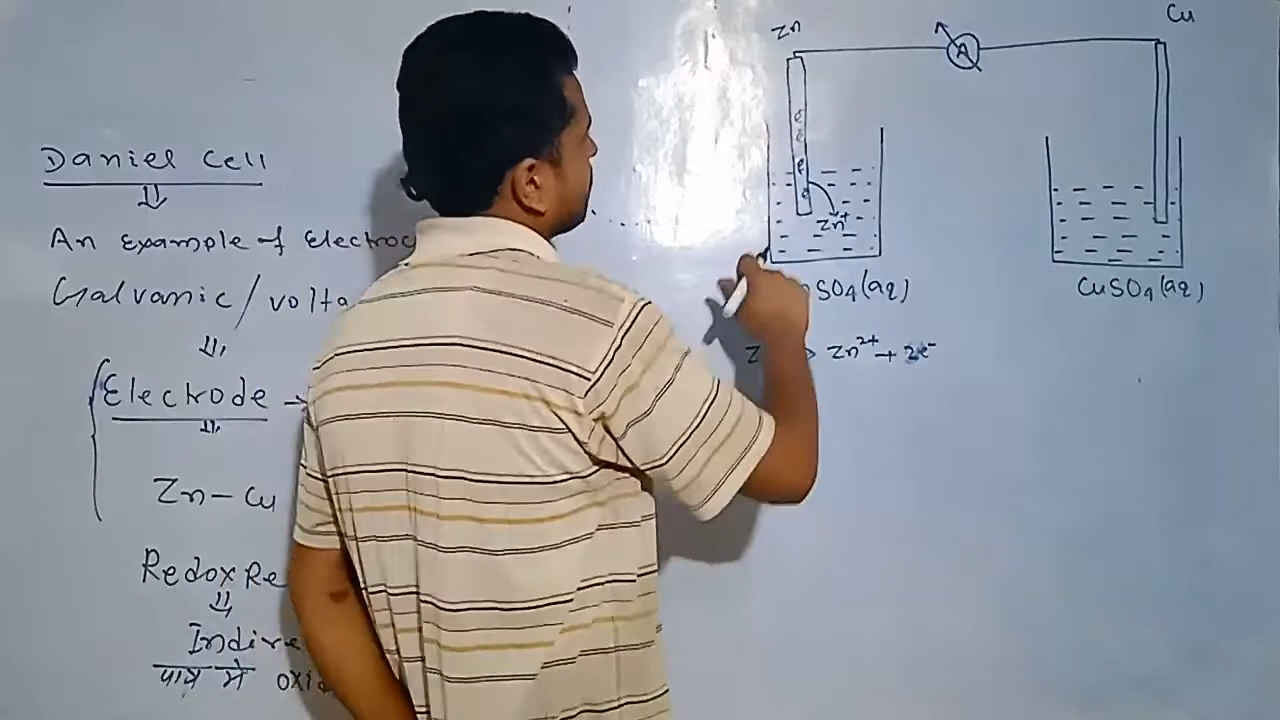 Daniel Cell
An Example of Electroc
Galvanic/volta
Electrode →
Zn-Cu
Redox Re
Indire
पात्र में oxi
Zn
Cu
A
e
e
e
e
Zn²⁺
SO₄(aq)
CuSO₄(aq)
Z > Zn²⁺ + 2e⁻